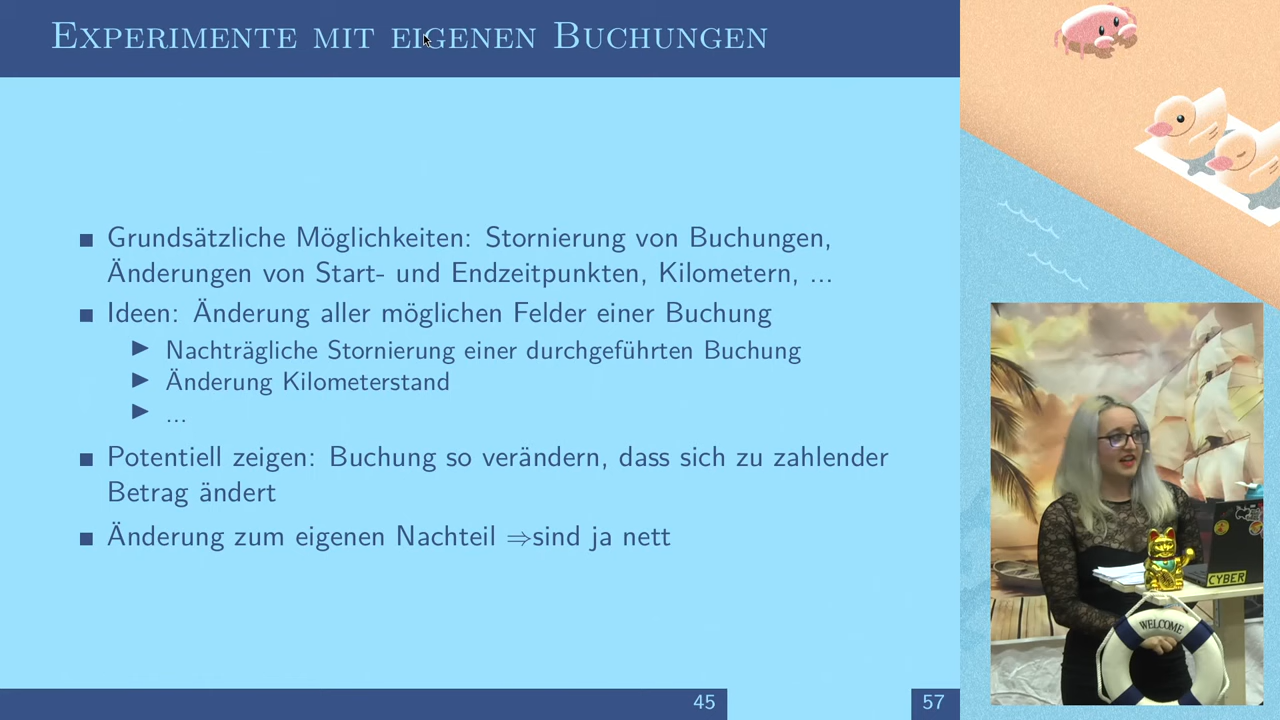 Experimente mit eigenen Buchungen
Grundsätzliche Möglichkeiten: Stornierung von Buchungen,
Änderungen von Start- und Endzeitpunkten, Kilometern, ...
Ideen: Änderung aller möglichen Felder einer Buchung
Nachträgliche Stornierung einer durchgeführten Buchung
Änderung Kilometerstand
...
Potentiell zeigen: Buchung so verändern, dass sich zu zahlender
Betrag ändert
Änderung zum eigenen Nachteil ⇒sind ja nett
45
57
CYBER
WELCOME